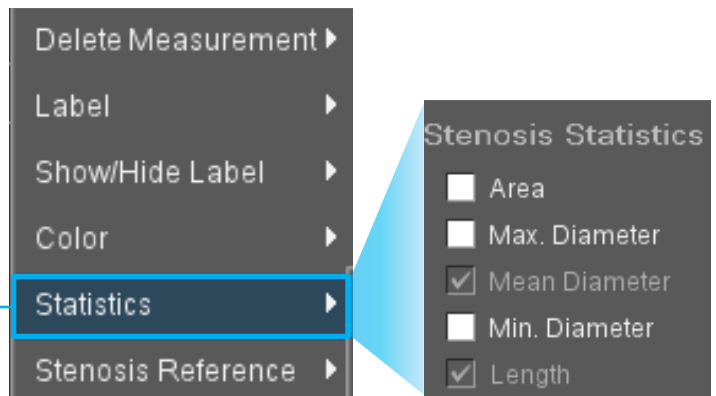 Delete Measurement
Label
Show/Hide Label
Color
Statistics
Stenosis Reference
Stenosis Statistics
Area
Max. Diameter
Mean Diameter
Min. Diameter
Length